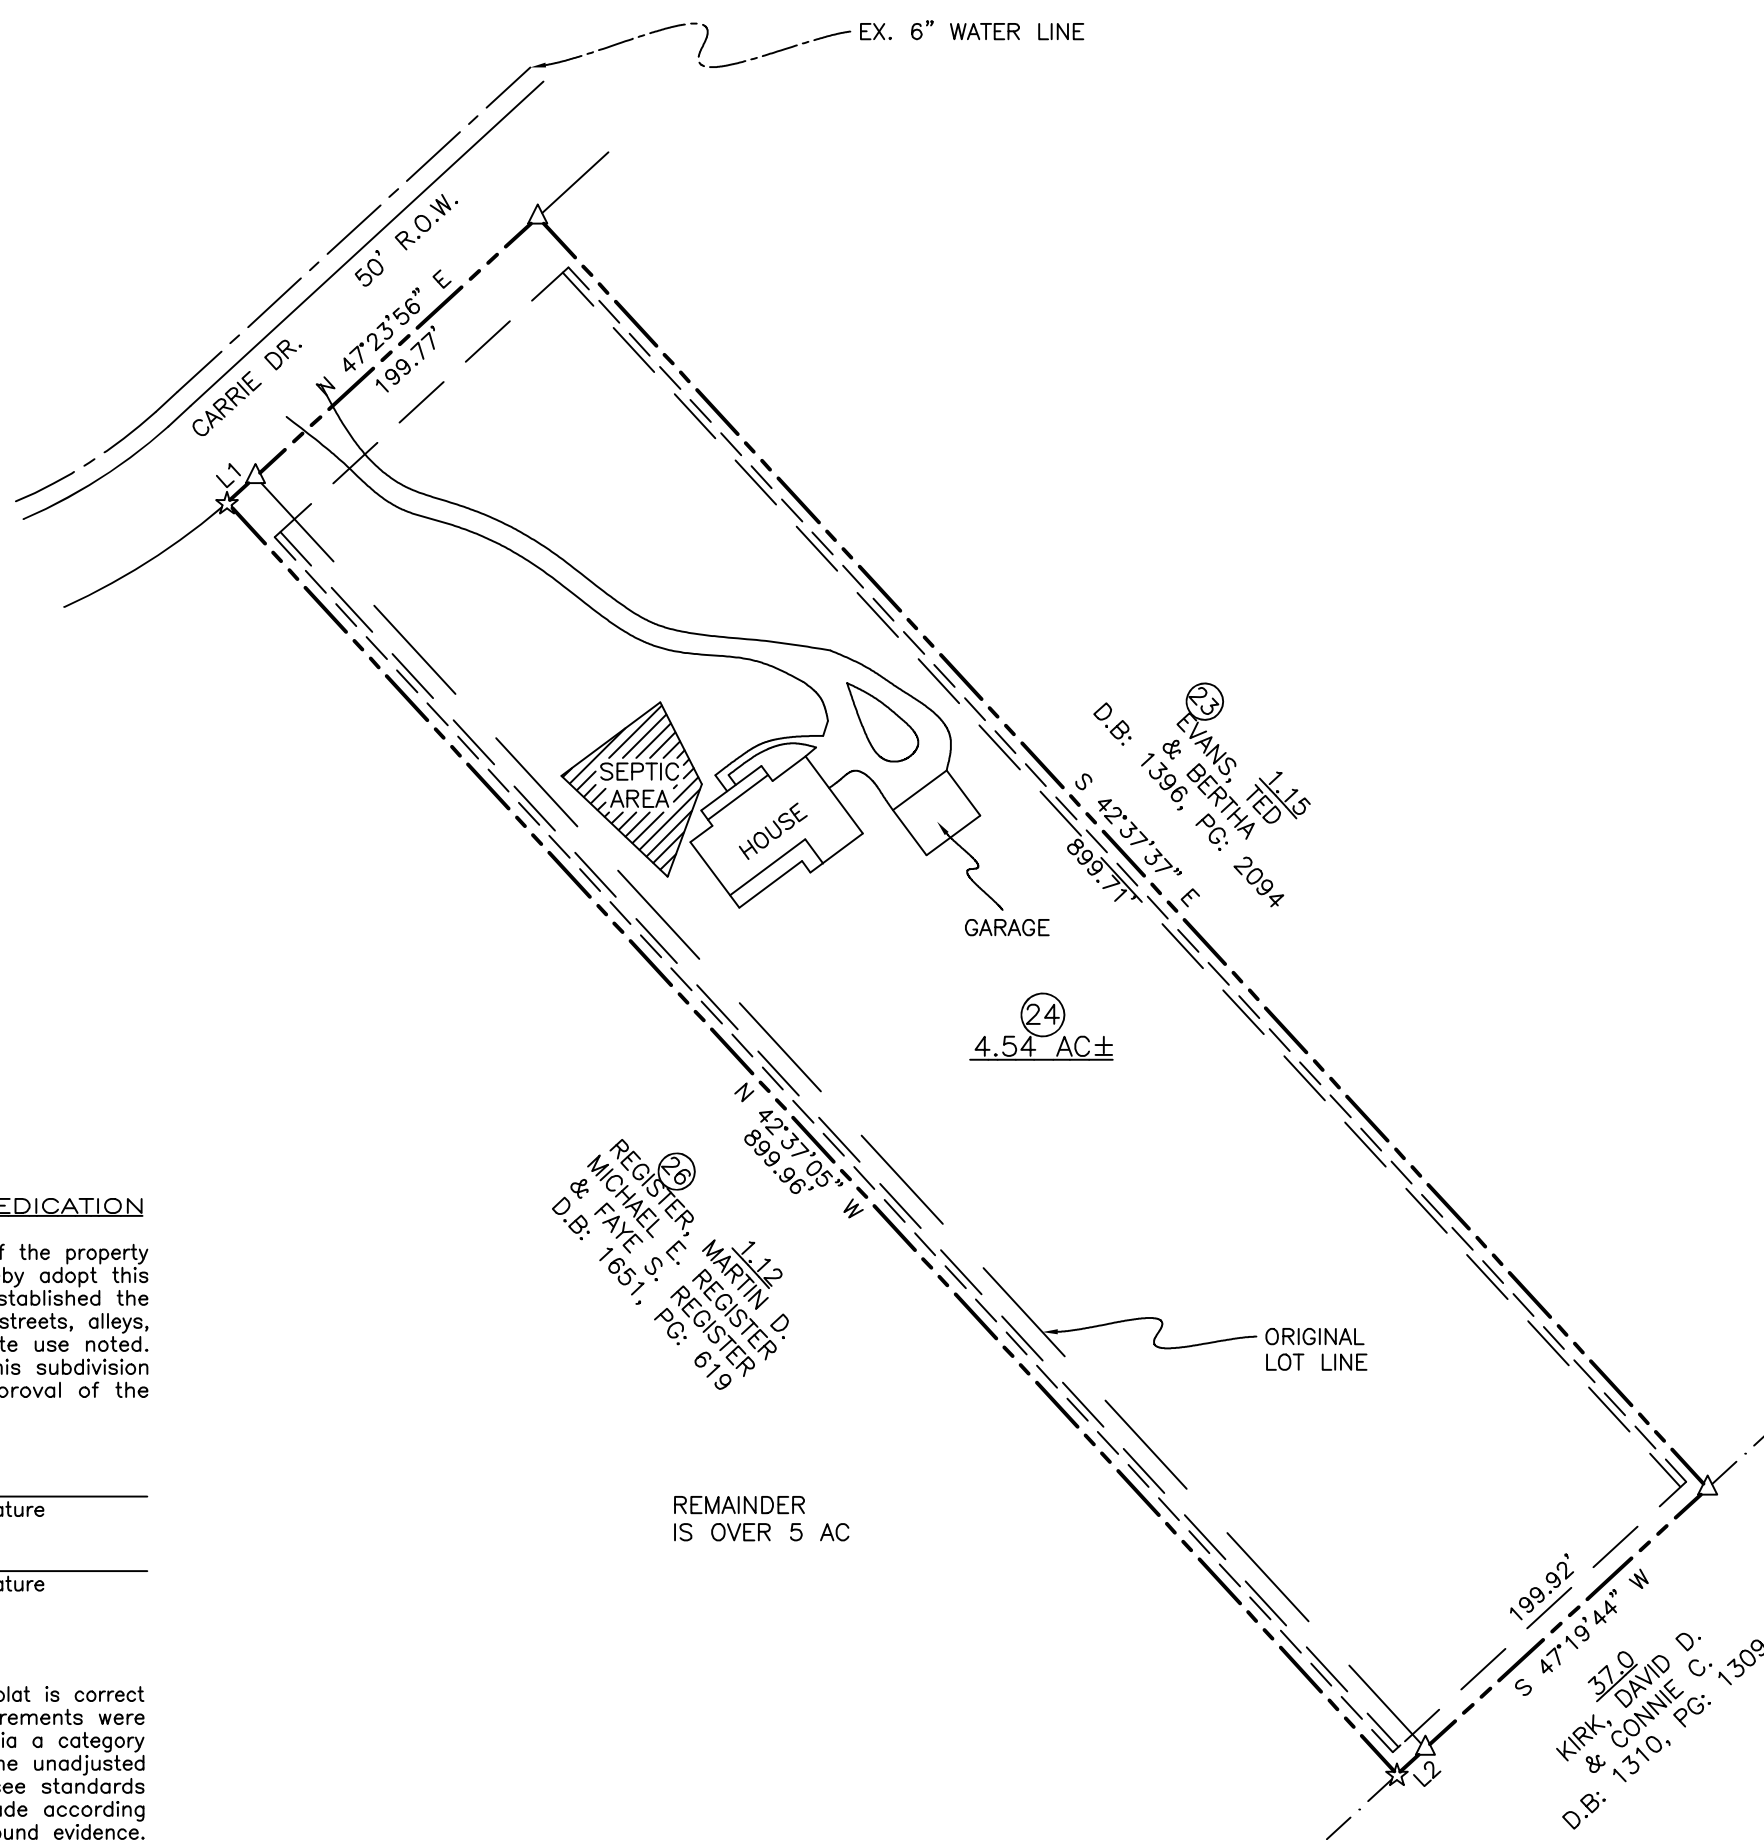 EX. 6" WATER LINE
50' R.O.W.
CARRIE DR.
N 47°23'56" E
199.77'
L1
SEPTIC
AREA
HOUSE
GARAGE
S 42°37'37" E
899.71'
23
1.15
EVANS, TED
& BERTHA
D.B: 1396, PG: 2094
24
4.54 AC±
N 42°37'05" W
899.96'
26
1.12
REGISTER, MARTIN D.
MICHAEL E. REGISTER
& FAYE S. REGISTER
D.B: 1651, PG: 619
ORIGINAL
LOT LINE
REMAINDER
IS OVER 5 AC
199.92'
S 47°19'44" W
L2
37.0
KIRK, DAVID D.
& CONNIE C.
D.B: 1310, PG: 1309
EDICATION
f the property
by adopt this
stablished the
streets, alleys,
te use noted.
his subdivision
proval of the
ature
ature
plat is correct
rements were
ia a category
he unadjusted
see standards
ade according
ound evidence.